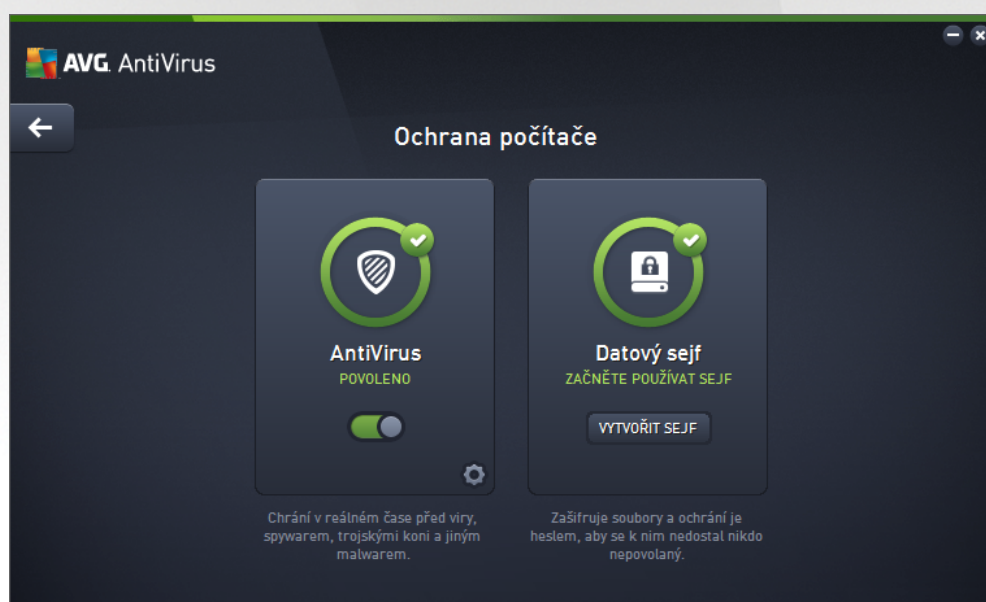 AVG. AntiVirus
Ochrana počítače
AntiVirus
POVOLENO
Chrání v reálném čase před viry,
spywarem, trojskými koni a jiným
malwarem.
Datový sejf
ZAČNĚTE POUŽÍVAT SEJF
VYTVOŘIT SEJF
Zašifruje soubory a ochrání je
heslem, aby se k nim nedostal nikdo
nepovolaný.